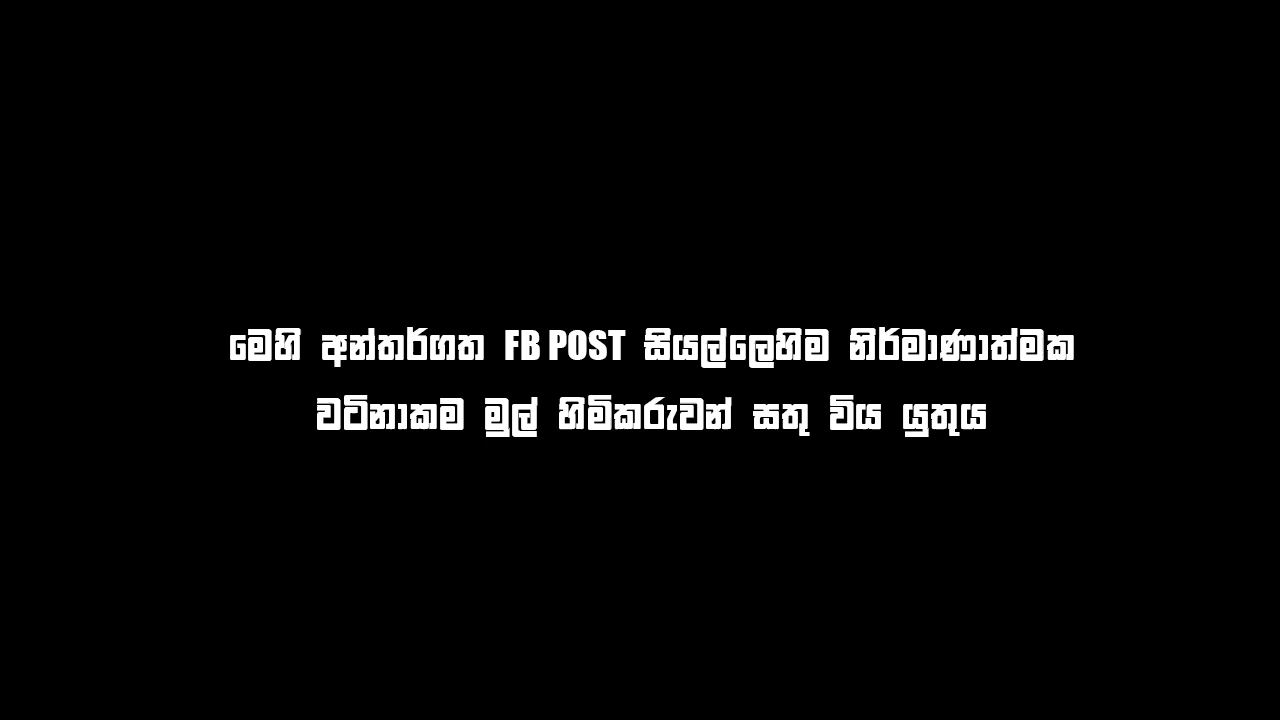 මෙහි අන්තර්ගත FB POST සියල්ලෙහිම නිර්මාණාත්මක
වටිනාකම මුල් හිමිකරුවන් සතු විය යුතුය